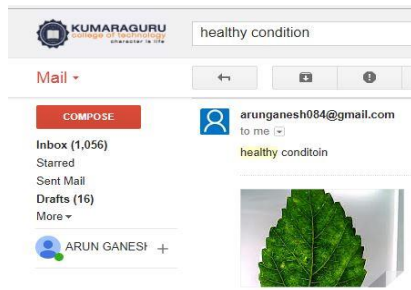 KUMARAGURU
college of technology
character is life
healthy condition
Mail
COMPOSE
Inbox (1,056)
Starred
Sent Mail
Drafts (16)
More
ARUN GANESH +
arunganesh084@gmail.com
to me
healthy conditoin